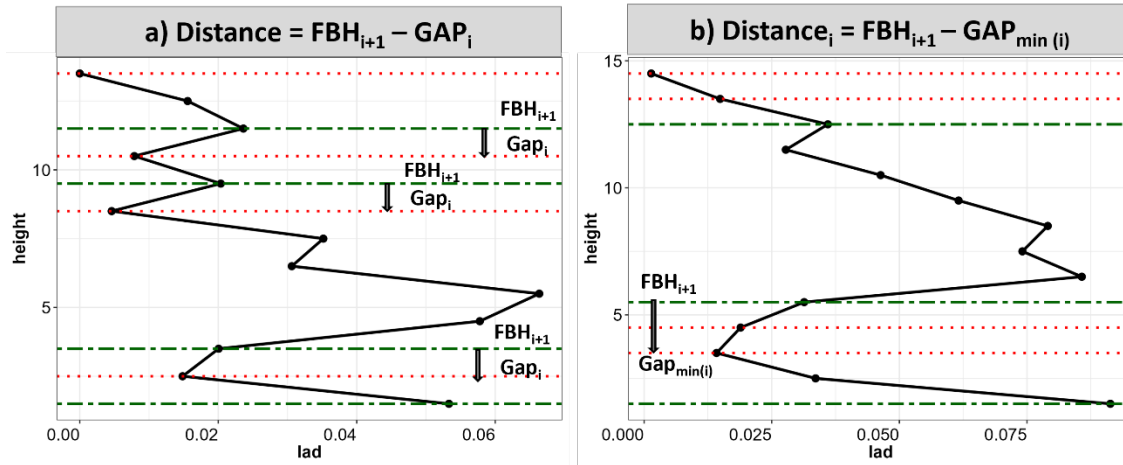 a) Distance = FBHi+1 – GAPi
b) Distancei = FBHi+1 – GAPmin (i)
height
10
5
FBHi+1
Gapi
FBHi+1
Gapi
FBHi+1
Gapi
0.00
0.02
0.04
0.06
lad
height
15
10
5
FBHi+1
Gapmin(i)
0.000
0.025
0.050
0.075
lad